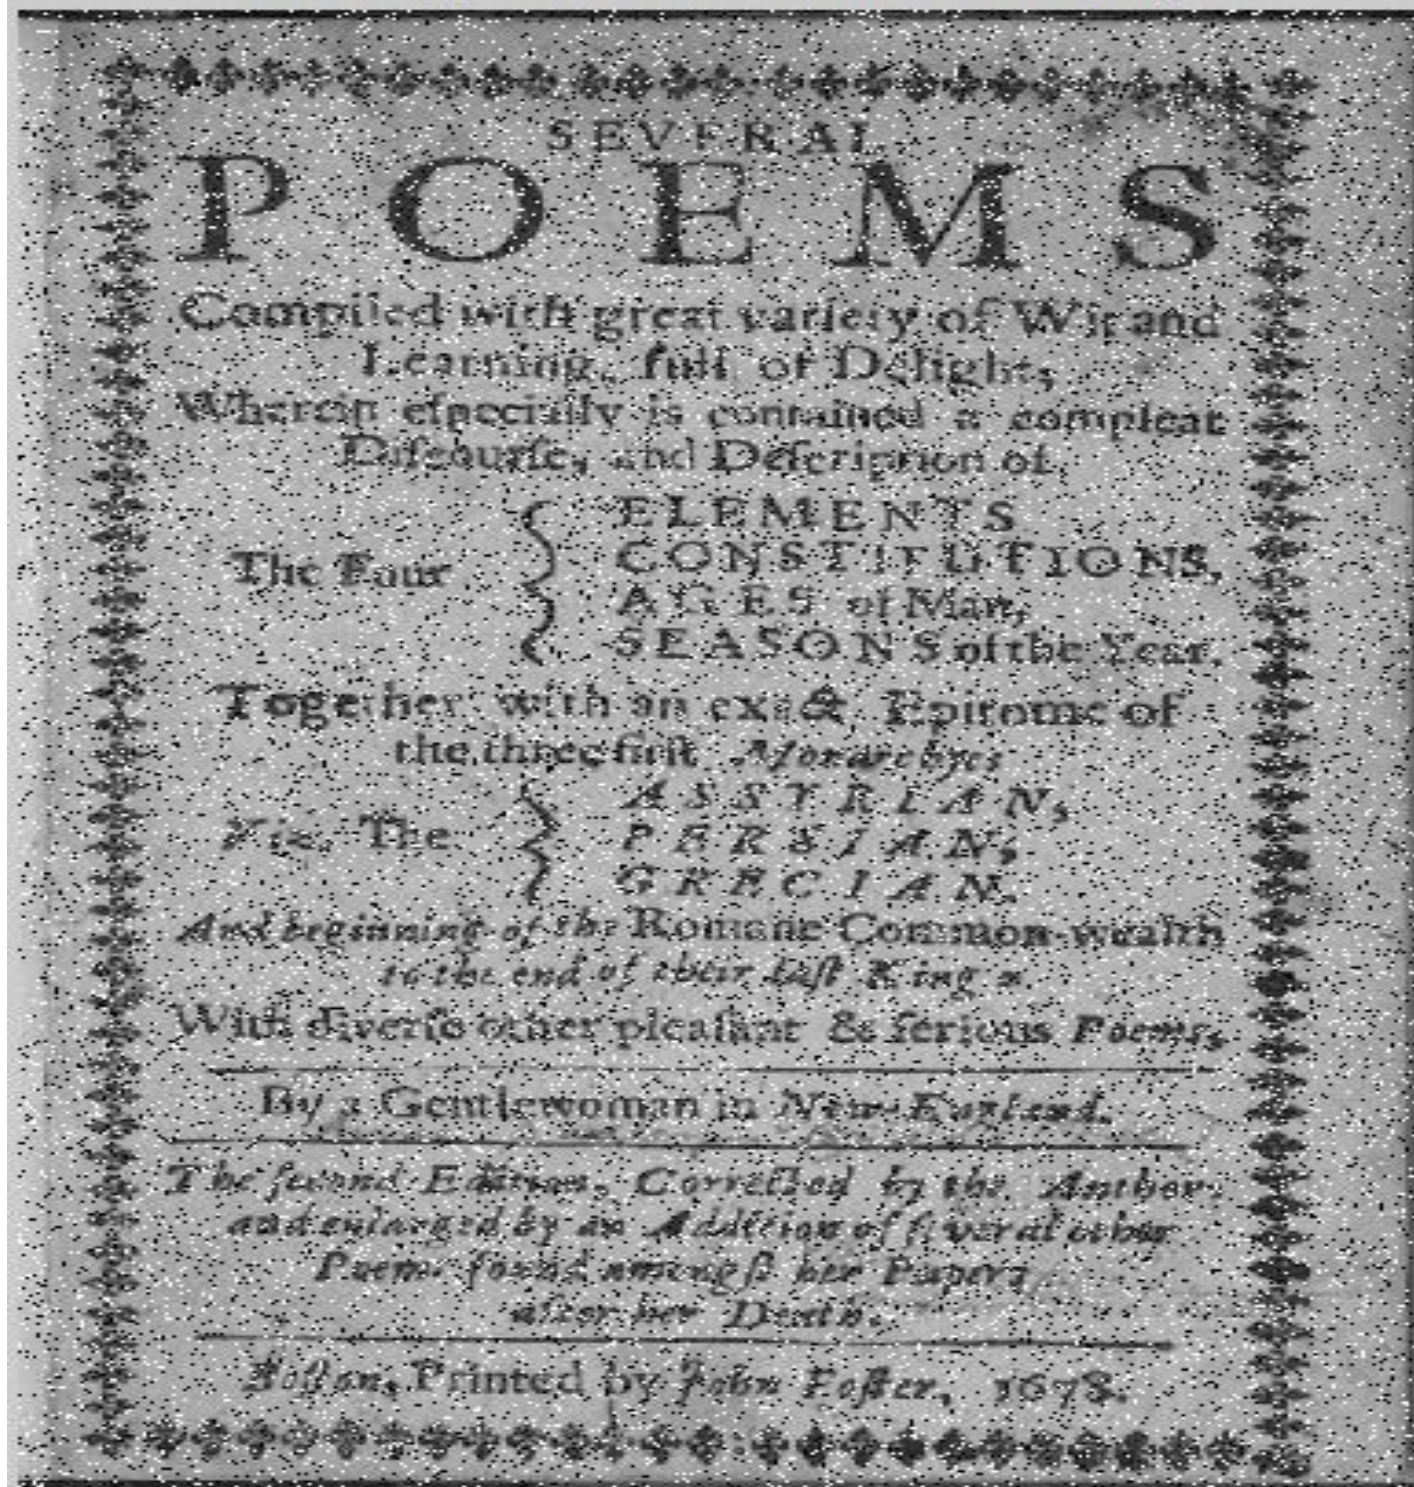 SEVERAL
POEMS
Compiled with great variety of Wit and
Learning, full of Delight,
Wherein eſpecially is contained a compleat
Diſcourſe, and Deſcription of
The Four
ELEMENTS
CONSTITUTIONS,
AGES of Man,
SEASONS of the Year.
Together with an exact Epitome of
the three firſt Monarchyes
Viz. The
ASSYRIAN,
PERSIAN,
GRECIAN.
And beginning of the Romane Common-wealth
to the end of their laſt King :
With diverſe other pleaſant & ſerious Poems,
By a Gentlewoman in New-England.
The ſecond Edition, Corrected by the Author,
and enlarged by an Addition of ſeveral other
Poems found amongſt her Papers
after her Death.
Boſton, Printed by John Foſter, 1678.